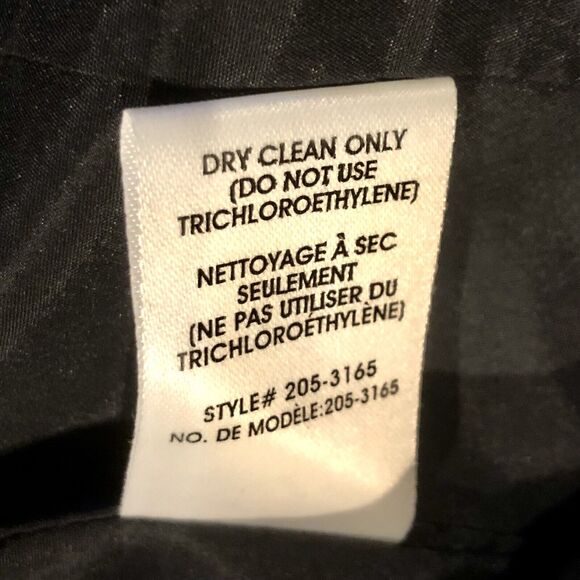 DRY CLEAN ONLY
(DO NOT USE
TRICHLOROETHYLENE)
NETTOYAGE À SEC
SEULEMENT
(NE PAS UTILISER DU
TRICHLOROÉTHYLÈNE)
STYLE# 205-3165
NO. DE MODÈLE:205-3165